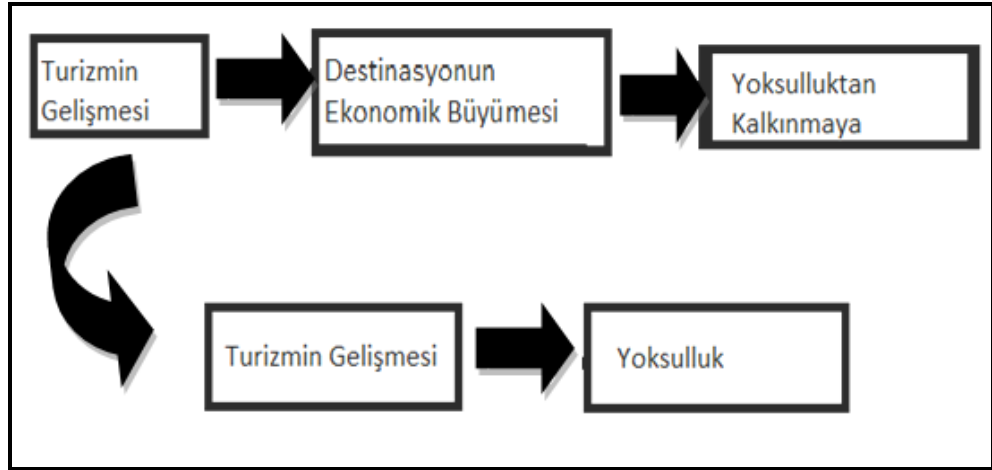 Turizmin
Gelişmesi
Destinasyonun
Ekonomik Büyümesi
Yoksulluktan
Kalkınmaya
Turizmin Gelişmesi
Yoksulluk